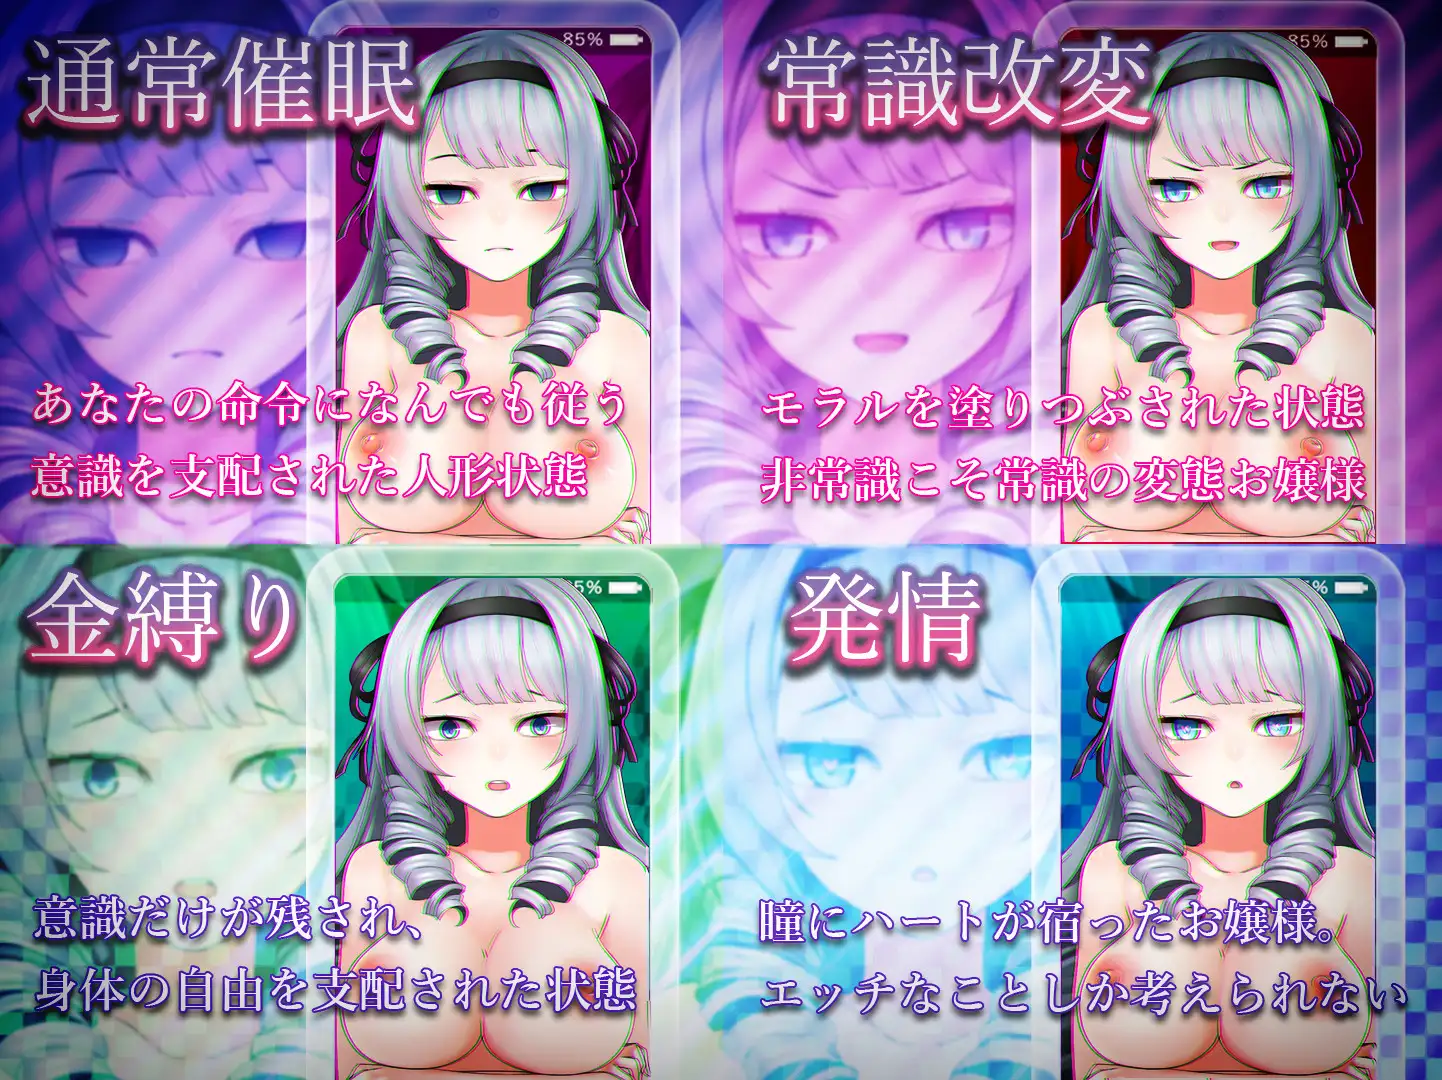 通常催眠
85%
あなたの命令になんでも従う
意識を支配された人形状態
常識改変
85%
モラルを塗りつぶされた状態
非常識こそ常識の変態お嬢様
金縛り
5%
意識だけが残され、
身体の自由を支配された状態
発情
%
瞳にハートが宿ったお嬢様。
エッチなことしか考えられない